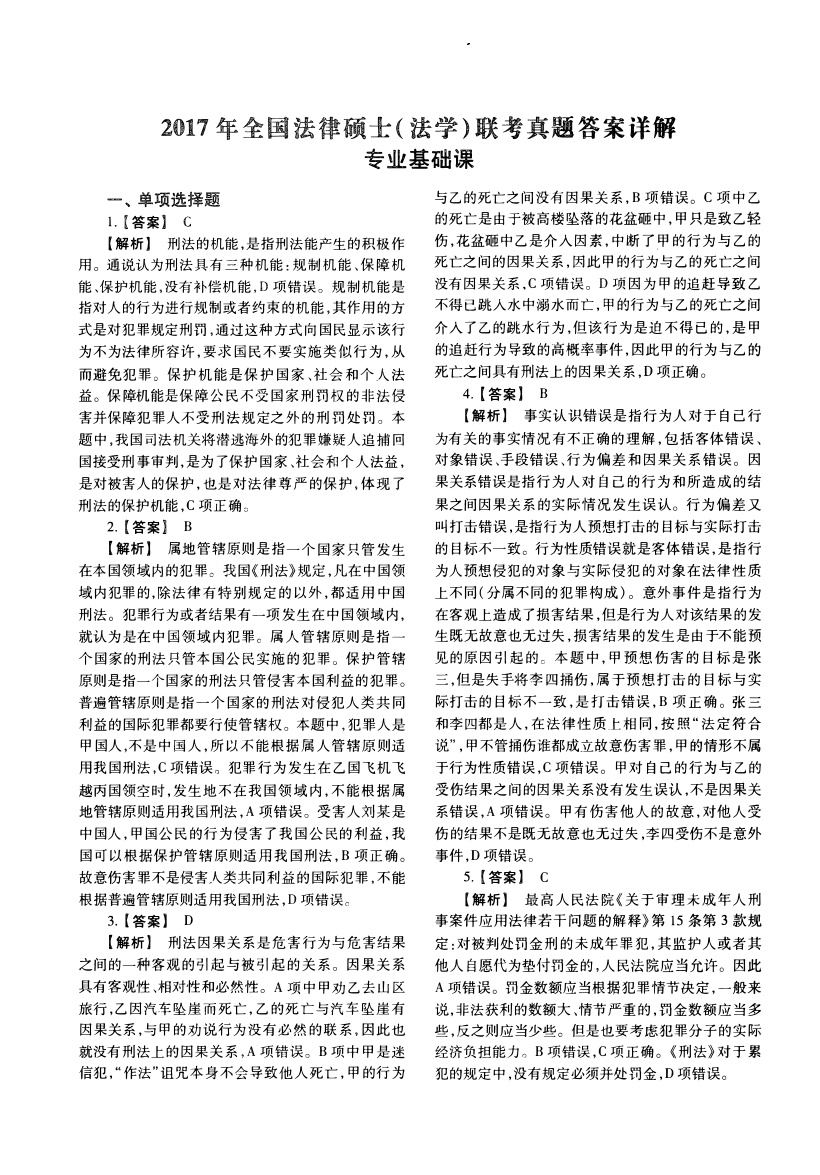 2017年全国法律硕士(法学)联考真题答案详解
专业基础课
一、单项选择题
1.【答案】 C
【解析】 刑法的机能,是指刑法能产生的积极作
用。通说认为刑法具有三种机能:规制机能、保障机
能、保护机能,没有补偿机能,D项错误。规制机能是
指对人的行为进行规制或者约束的机能,其作用的方
式是对犯罪规定刑罚,通过这种方式向国民显示该行
为不为法律所容许,要求国民不要实施类似行为,从
而避免犯罪。保护机能是保护国家、社会和个人法
益。保障机能是保障公民不受国家刑罚权的非法侵
害并保障犯罪人不受刑法规定之外的刑罚处罚。本
题中,我国司法机关将潜逃海外的犯罪嫌疑人追捕回
国接受刑事审判,是为了保护国家、社会和个人法益,
是对被害人的保护,也是对法律尊严的保护,体现了
刑法的保护机能,C项正确。
2.【答案】 B
【解析】 属地管辖原则是指一个国家只管发生
在本国领域内的犯罪。我国《刑法》规定,凡在中国领
域内犯罪的,除法律有特别规定的以外,都适用中国
刑法。犯罪行为或者结果有一项发生在中国领域内,
就认为是在中国领域内犯罪。属人管辖原则是指一
个国家的刑法只管本国公民实施的犯罪。保护管辖
原则是指一个国家的刑法只管侵害本国利益的犯罪。
普遍管辖原则是指一个国家的刑法对侵犯人类共同
利益的国际犯罪都要行使管辖权。本题中,犯罪人是
甲国人,不是中国人,所以不能根据属人管辖原则适
用我国刑法,C项错误。犯罪行为发生在乙国飞机飞
越丙国领空时,发生地不在我国领域内,不能根据属
地管辖原则适用我国刑法,A项错误。受害人刘某是
中国人,甲国公民的行为侵害了我国公民的利益,我
国可以根据保护管辖原则适用我国刑法,B项正确。
故意伤害罪不是侵害人类共同利益的国际犯罪,不能
根据普遍管辖原则适用我国刑法,D项错误。
3.【答案】 D
【解析】 刑法因果关系是危害行为与危害结果
之间的一种客观的引起与被引起的关系。因果关系
具有客观性、相对性和必然性。A项中甲劝乙去山区
旅行,乙因汽车坠崖而死亡,乙的死亡与汽车坠崖有
因果关系,与甲的劝说行为没有必然的联系,因此也
就没有刑法上的因果关系,A项错误。B项中甲是迷
信犯,“作法”诅咒本身不会导致他人死亡,甲的行为
与乙的死亡之间没有因果关系,B项错误。C项中乙
的死亡是由于被高楼坠落的花盆砸中,甲只是致乙轻
伤,花盆砸中乙是介入因素,中断了甲的行为与乙的
死亡之间的因果关系,因此甲的行为与乙的死亡之间
没有因果关系,C项错误。D项因为甲的追赶导致乙
不得已跳入水中溺水而亡,甲的行为与乙的死亡之间
介入了乙的跳水行为,但该行为是迫不得已的,是甲
的追赶行为导致的高概率事件,因此甲的行为与乙的
死亡之间具有刑法上的因果关系,D项正确。
4.【答案】 B
【解析】 事实认识错误是指行为人对于自己行
为有关的事实情况有不正确的理解,包括客体错误、
对象错误、手段错误、行为偏差和因果关系错误。因
果关系错误是指行为人对自己的行为和所造成的结
果之间因果关系的实际情况发生误认。行为偏差又
叫打击错误,是指行为人预想打击的目标与实际打击
的目标不一致。行为性质错误就是客体错误,是指行
为人预想侵犯的对象与实际侵犯的对象在法律性质
上不同(分属不同的犯罪构成)。意外事件是指行为
在客观上造成了损害结果,但是行为人对该结果的发
生既无故意也无过失,损害结果的发生是由于不能预
见的原因引起的。本题中,甲预想伤害的目标是张
三,但是失手将李四捅伤,属于预想打击的目标与实
际打击的目标不一致,是打击错误,B项正确。张三
和李四都是人,在法律性质上相同,按照“法定符合
说”,甲不管捅伤谁都成立故意伤害罪,甲的情形不属
于行为性质错误,C项错误。甲对自己的行为与乙的
受伤结果之间的因果关系没有发生误认,不是因果关
系错误,A项错误。甲有伤害他人的故意,对他人受
伤的结果不是既无故意也无过失,李四受伤不是意外
事件,D项错误。
5.【答案】 C
【解析】 最高人民法院《关于审理未成年人刑
事案件应用法律若干问题的解释》第15条第3款规
定:对被判处罚金刑的未成年罪犯,其监护人或者其
他人自愿代为垫付罚金的,人民法院应当允许。因此
A项错误。罚金数额应当根据犯罪情节决定,一般来
说,非法获利的数额大、情节严重的,罚金数额应当多
些,反之则应当少些。但是也要考虑犯罪分子的实际
经济负担能力。B项错误,C项正确。《刑法》对于累
犯的规定中,没有规定必须并处罚金,D项错误。